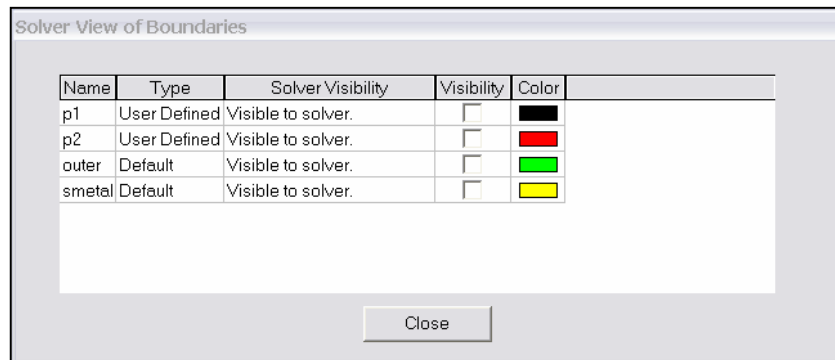 Solver View of Boundaries
Name Type Solver Visibility Visibility Color
p1 User Defined Visible to solver.
p2 User Defined Visible to solver.
outer Default Visible to solver.
smetal Default Visible to solver.
Close